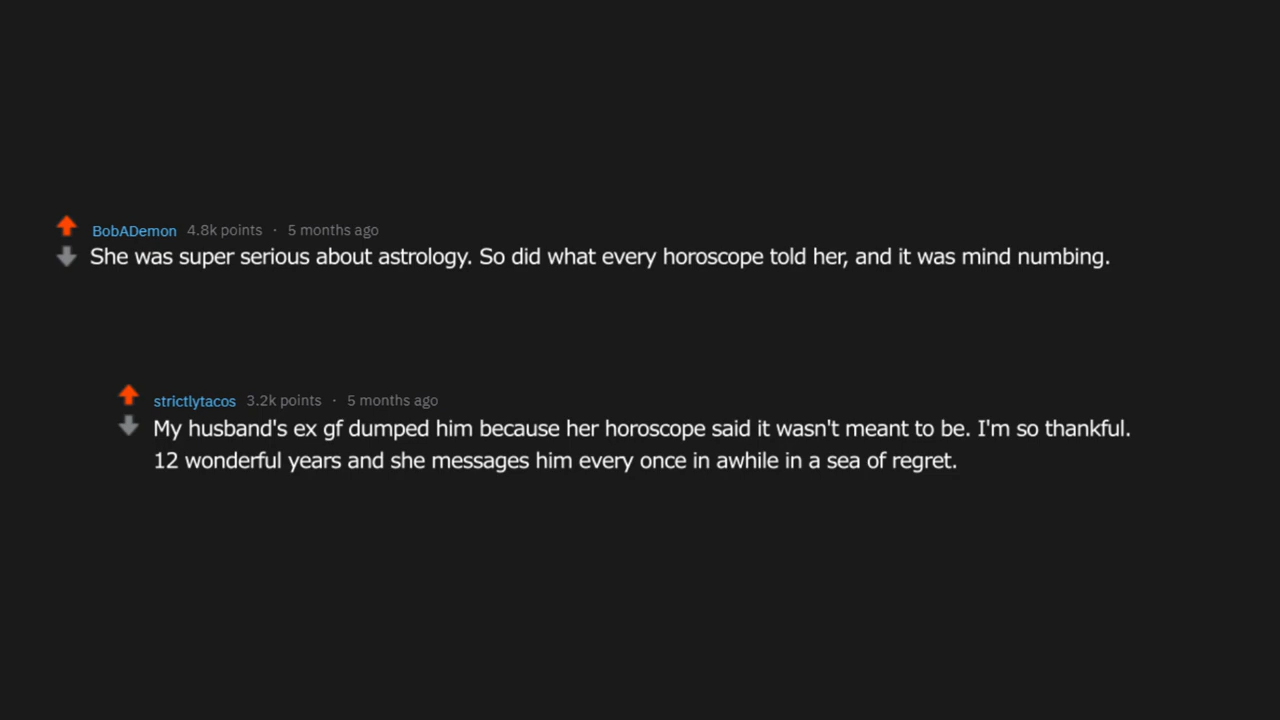 BobADemon 4.8k points · 5 months ago
She was super serious about astrology. So did what every horoscope told her, and it was mind numbing.
strictlytacos 3.2k points · 5 months ago
My husband's ex gf dumped him because her horoscope said it wasn't meant to be. I'm so thankful.
12 wonderful years and she messages him every once in awhile in a sea of regret.